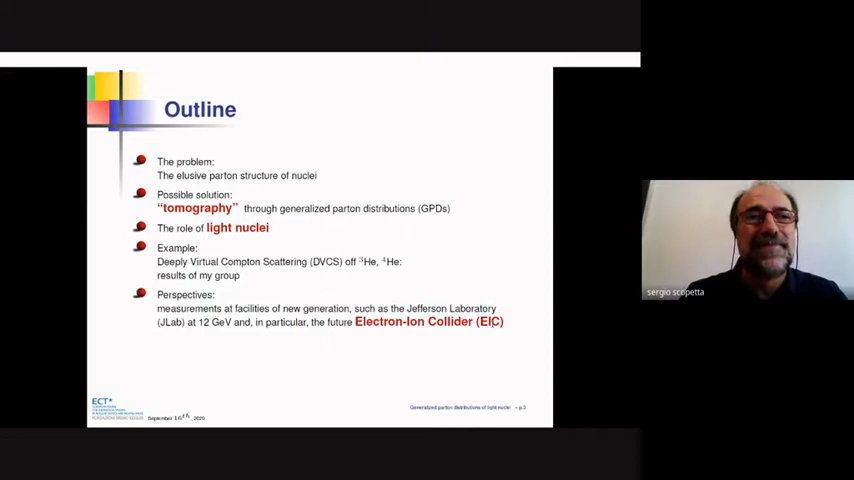 Outline
The problem:
The elusive parton structure of nuclei
Possible solution:
“tomography” through generalized parton distributions (GPDs)
The role of light nuclei
Example:
Deeply Virtual Compton Scattering (DVCS) off ³He, ⁴He:
results of my group
Perspectives:
measurements at facilities of new generation, such as the Jefferson Laboratory
(JLab) at 12 GeV and, in particular, the future Electron-Ion Collider (EIC)
ECT*
September 16th, 2020
Generalized parton distributions of light nuclei – p.3
sergio scopetta